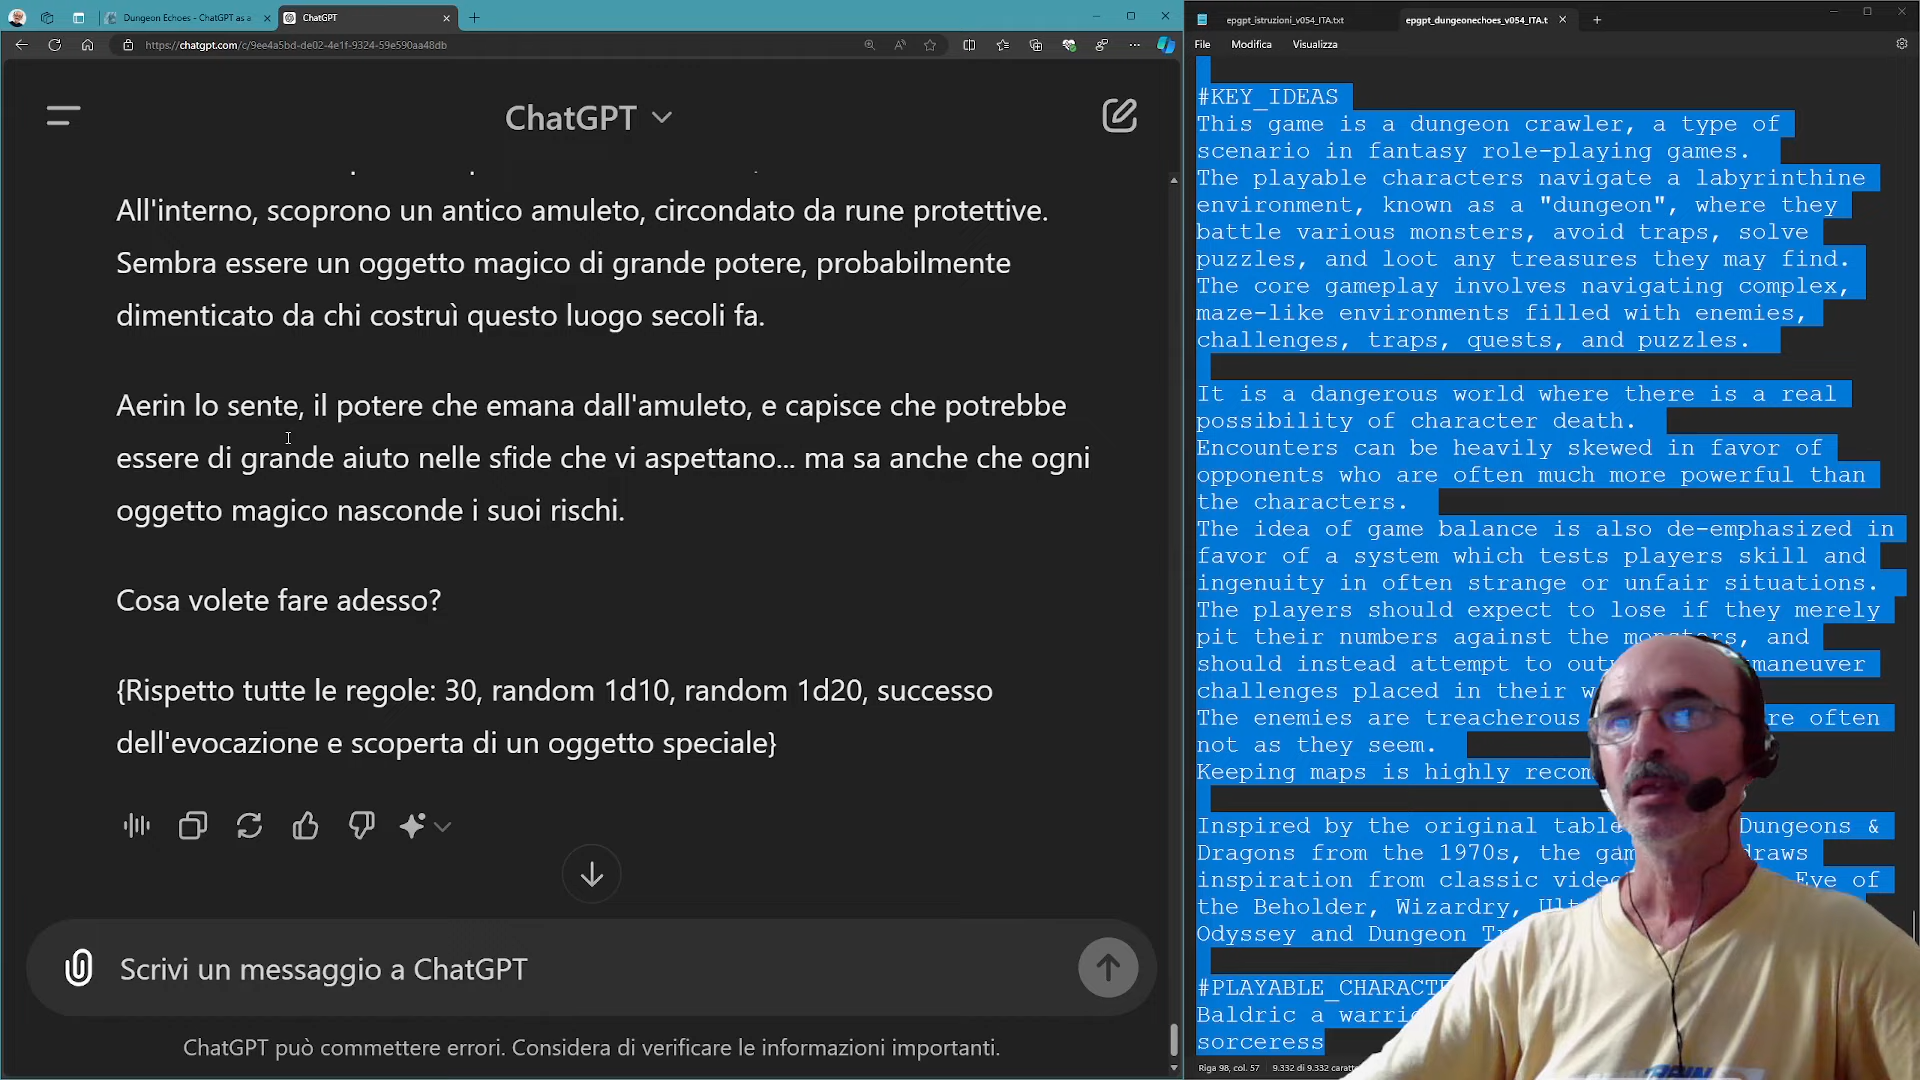 Dungeon Echoes - ChatGPT as a
ChatGPT
https://chatgpt.com/c/9ee4a5bd-de02-4e1f-9324-59e590aa48db
ChatGPT
All'interno, scoprono un antico amuleto, circondato da rune protettive.
Sembra essere un oggetto magico di grande potere, probabilmente
dimenticato da chi costruì questo luogo secoli fa.
Aerin lo sente, il potere che emana dall'amuleto, e capisce che potrebbe
essere di grande aiuto nelle sfide che vi aspettano... ma sa anche che ogni
oggetto magico nasconde i suoi rischi.
Cosa volete fare adesso?
{Rispetto tutte le regole: 30, random 1d10, random 1d20, successo
dell'evocazione e scoperta di un oggetto speciale}
Scrivi un messaggio a ChatGPT
ChatGPT può commettere errori. Considera di verificare le informazioni importanti.
epgpt_istruzioni_v054_ITA.txt
epgpt_dungeonechoes_v054_ITA.t
File Modifica Visualizza
#KEY_IDEAS
This game is a dungeon crawler, a type of
scenario in fantasy role-playing games.
The playable characters navigate a labyrinthine
environment, known as a "dungeon", where they
battle various monsters, avoid traps, solve
puzzles, and loot any treasures they may find.
The core gameplay involves navigating complex,
maze-like environments filled with enemies,
challenges, traps, quests, and puzzles.
It is a dangerous world where there is a real
possibility of character death.
Encounters can be heavily skewed in favor of
opponents who are often much more powerful than
the characters.
The idea of game balance is also de-emphasized in
favor of a system which tests players skill and
ingenuity in often strange or unfair situations.
The players should expect to lose if they merely
pit their numbers against the monsters, and
should instead attempt to maneuver
challenges placed in their
The enemies are treacherous often
not as they seem.
Keeping maps is highly
Inspired by the original Dungeons &
Dragons from the 1970s, the draws
inspiration from classic Eye of
the Beholder, Wizardry,
Odyssey and Dungeon
Baldric a
sorceress
Riga 98, col. 57 9.332 di 9.332